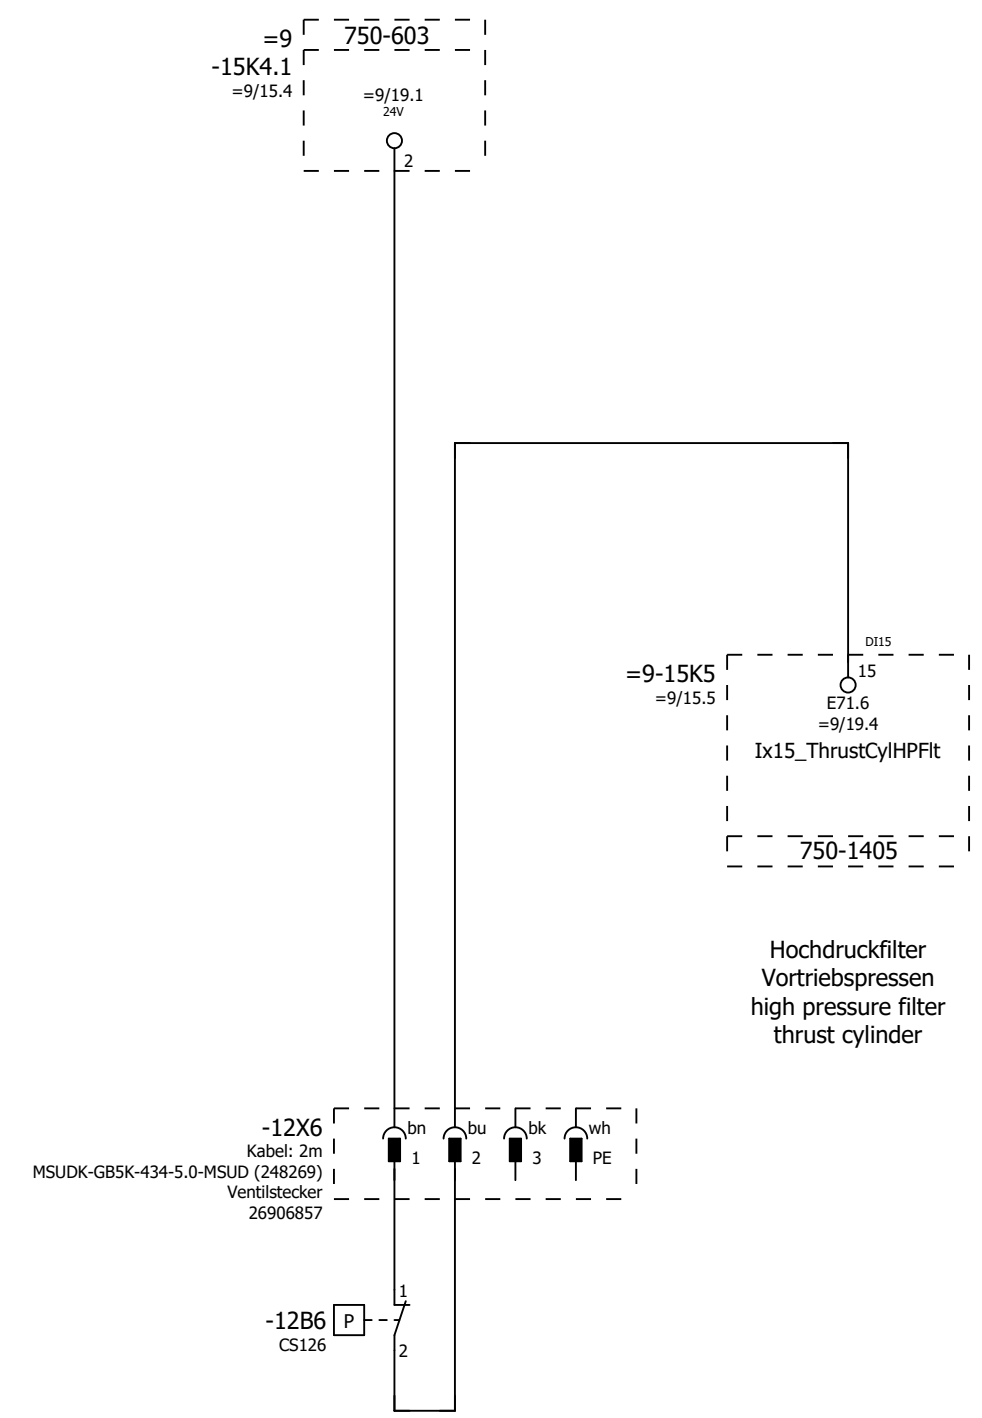 750-603
=9
-15K4.1
=9/15.4
=9/19.1
24V
2
DI15
15
=9-15K5
=9/15.5
E71.6
=9/19.4
Ix15_ThrustCylHPFlt
750-1405
Hochdruckfilter
Vortriebspressen
high pressure filter
thrust cylinder
-12X6
Kabel: 2m
MSUDK-GB5K-434-5.0-MSUD (248269)
Ventilstecker
26906857
bn
1
bu
2
bk
3
wh
PE
-12B6
CS126
P
1
2